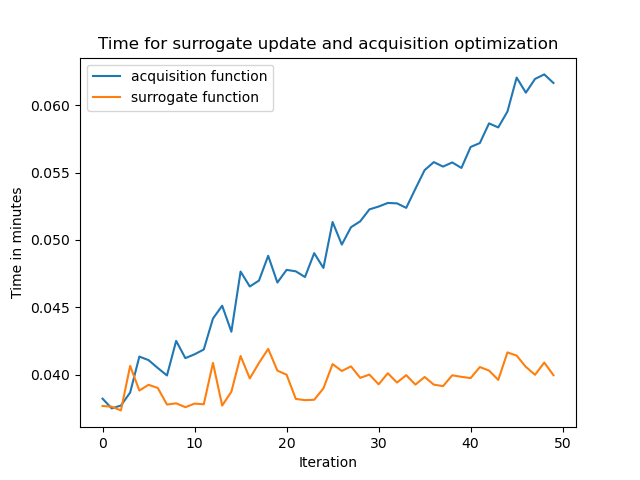 Time for surrogate update and acquisition optimization
acquisition function
surrogate function
0.060
0.055
0.050
0.045
0.040
Time in minutes
0 10 20 30 40 50
Iteration